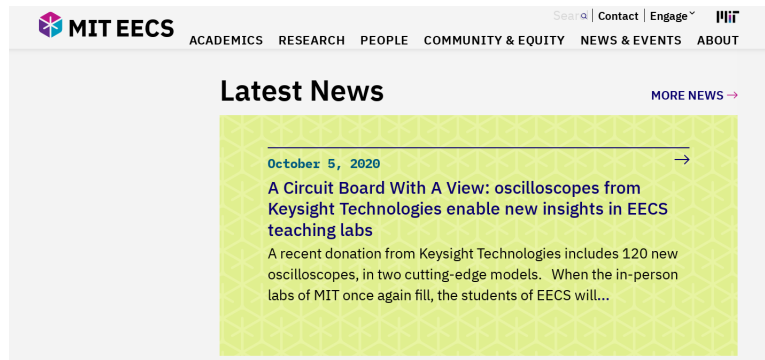 MIT EECS
Search
Contact
Engage
ACADEMICS
RESEARCH
PEOPLE
COMMUNITY & EQUITY
NEWS & EVENTS
ABOUT
Latest News
MORE NEWS →
October 5, 2020
A Circuit Board With A View: oscilloscopes from
Keysight Technologies enable new insights in EECS
teaching labs
A recent donation from Keysight Technologies includes 120 new
oscilloscopes, in two cutting-edge models. When the in-person
labs of MIT once again fill, the students of EECS will...